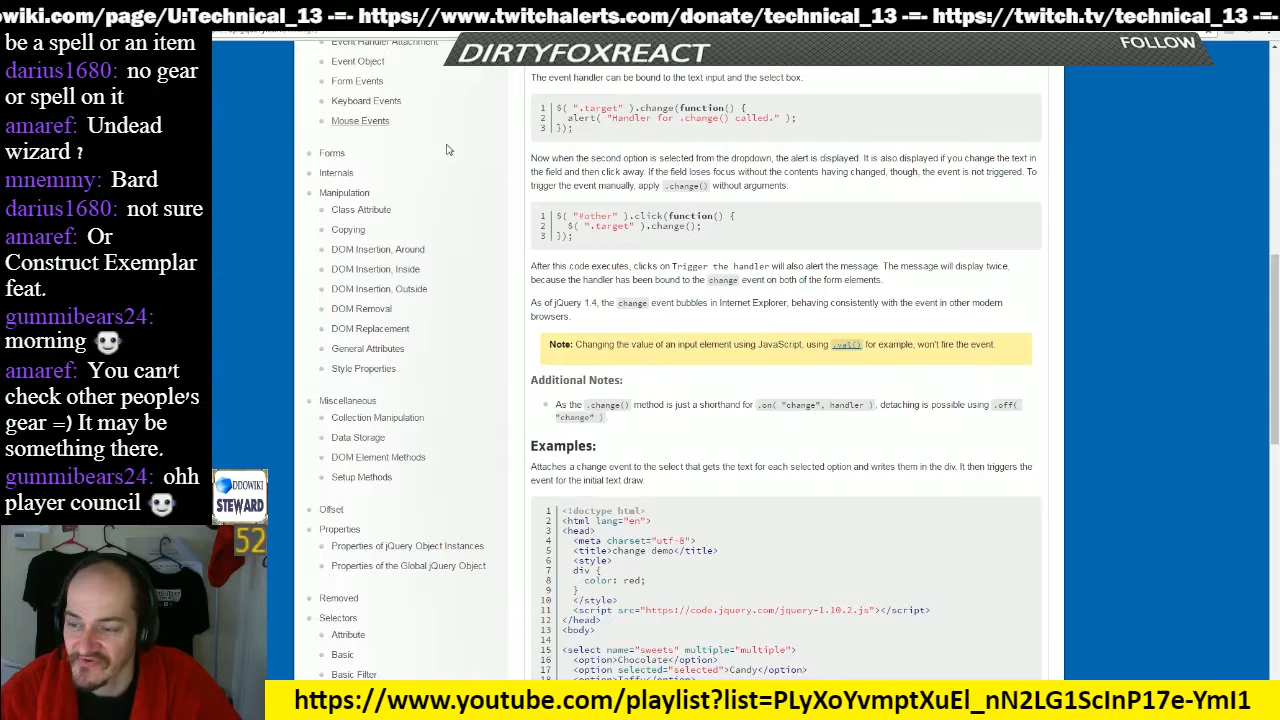 owiki.com/page/U:Technical_13 -=- https://www.twitchalerts.com/donate/technical_13 -=- https://twitch.tv/technical_13 -=-
DIRTYFOXREACT
FOLLOW
be a spell or an item
darius1680: no gear
or spell on it
amaref: Undead
wizard ?
mnemmy: Bard
darius1680: not sure
amaref: Or
Construct Exemplar
feat.
gummibears24:
morning
amaref: You can't
check other people's
gear =) It may be
something there.
gummibears24: ohh
player council
DDOWIKI
STEWARD
52
Event Handler Attachment
Event Object
Form Events
Keyboard Events
Mouse Events
Forms
Internals
Manipulation
Class Attribute
Copying
DOM Insertion, Around
DOM Insertion, Inside
DOM Insertion, Outside
DOM Removal
DOM Replacement
General Attributes
Style Properties
Miscellaneous
Collection Manipulation
Data Storage
DOM Element Methods
Setup Methods
Offset
Properties
Properties of jQuery Object Instances
Properties of the Global jQuery Object
Removed
Selectors
Attribute
Basic
Basic Filter
The event handler can be bound to the text input and the select box.
1 $( ".target" ).change(function() {
2 alert( "Handler for .change() called." );
3 });
Now when the second option is selected from the dropdown, the alert is displayed. It is also displayed if you change the text in
the field and then click away. If the field loses focus without the contents having changed, though, the event is not triggered. To
trigger the event manually, apply .change() without arguments.
1 $( "#other" ).click(function() {
2 $( ".target" ).change();
3 });
After this code executes, clicks on Trigger the handler will also alert the message. The message will display twice,
because the handler has been bound to the change event on both of the form elements.
As of jQuery 1.4, the change event bubbles in Internet Explorer, behaving consistently with the event in other modern
browsers.
Note: Changing the value of an input element using JavaScript, using .val() for example, won't fire the event.
Additional Notes:
As the .change() method is just a shorthand for .on( "change", handler ), detaching is possible using .off(
"change" ).
Examples:
Attaches a change event to the select that gets the text for each selected option and writes them in the div. It then triggers the
event for the initial text draw.
1 <!doctype html>
2 <html lang="en">
3 <head>
4 <meta charset="utf-8">
5 <title>change demo</title>
6 <style>
7 div {
8 color: red;
9 }
10 </style>
11 <script src="https://code.jquery.com/jquery-1.10.2.js"></script>
12 </head>
13 <body>
14
15 <select name="sweets" multiple="multiple">
16 <option>Chocolate</option>
17 <option selected="selected">Candy</option>
<option>Taffy</option>
https://www.youtube.com/playlist?list=PLyXoYvmptXuEl_nN2LG1ScInP17e-YmI1